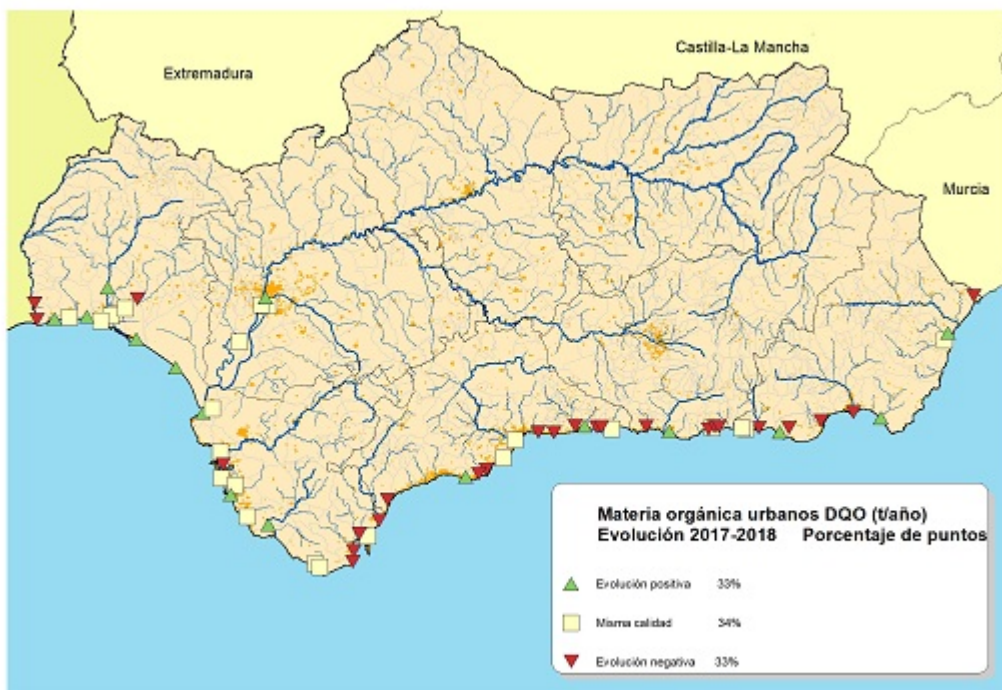 Castilla-La Mancha
Extremadura
Murcia
Materia orgánica urbanos DQO (t/año)
Evolución 2017-2018 Porcentaje de puntos
Evolución positiva 33%
Misma calidad 34%
Evolución negativa 33%